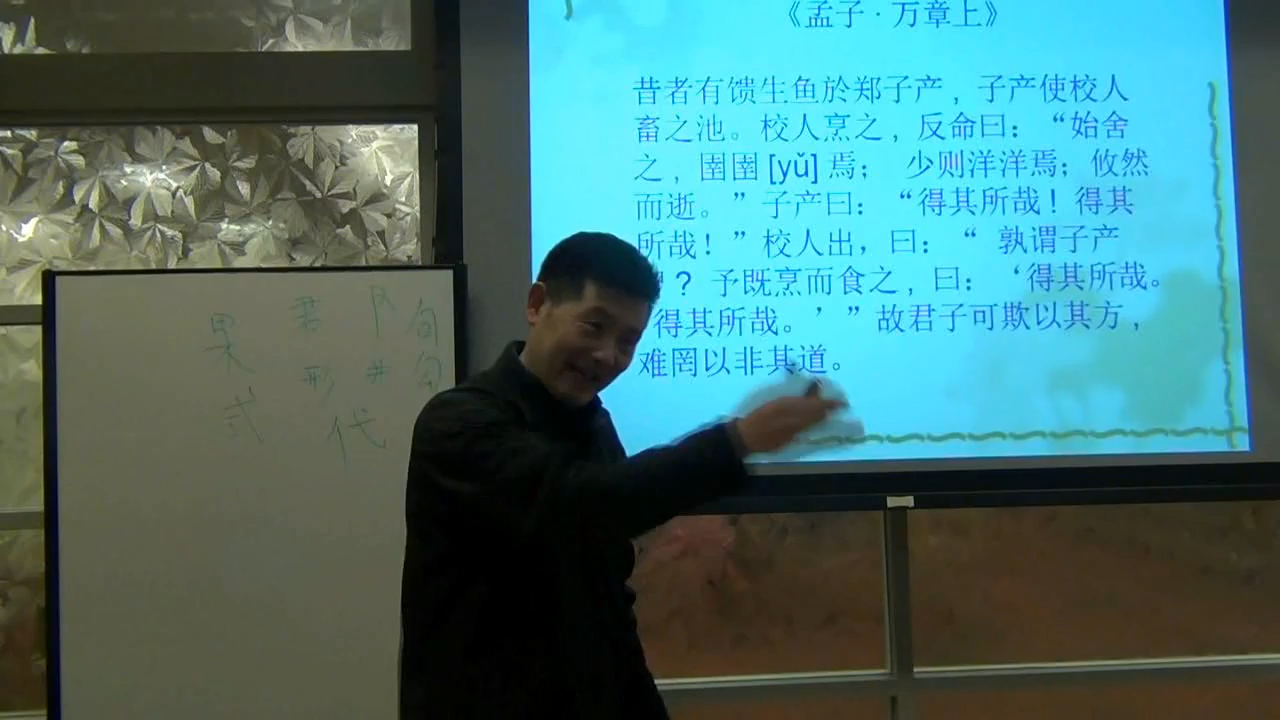 《孟子·万章上》
昔者有馈生鱼於郑子产，子产使校人
畜之池。校人烹之，反命曰：“始舍
之，圉圉[yǔ]焉； 少则洋洋焉；攸然
而逝。”子产曰：“得其所哉！得其
所哉！”校人出，曰：“ 孰谓子产
？予既烹而食之，曰：‘得其所哉。
得其所哉。’”故君子可欺以其方，
难罔以非其道。
形
式
代